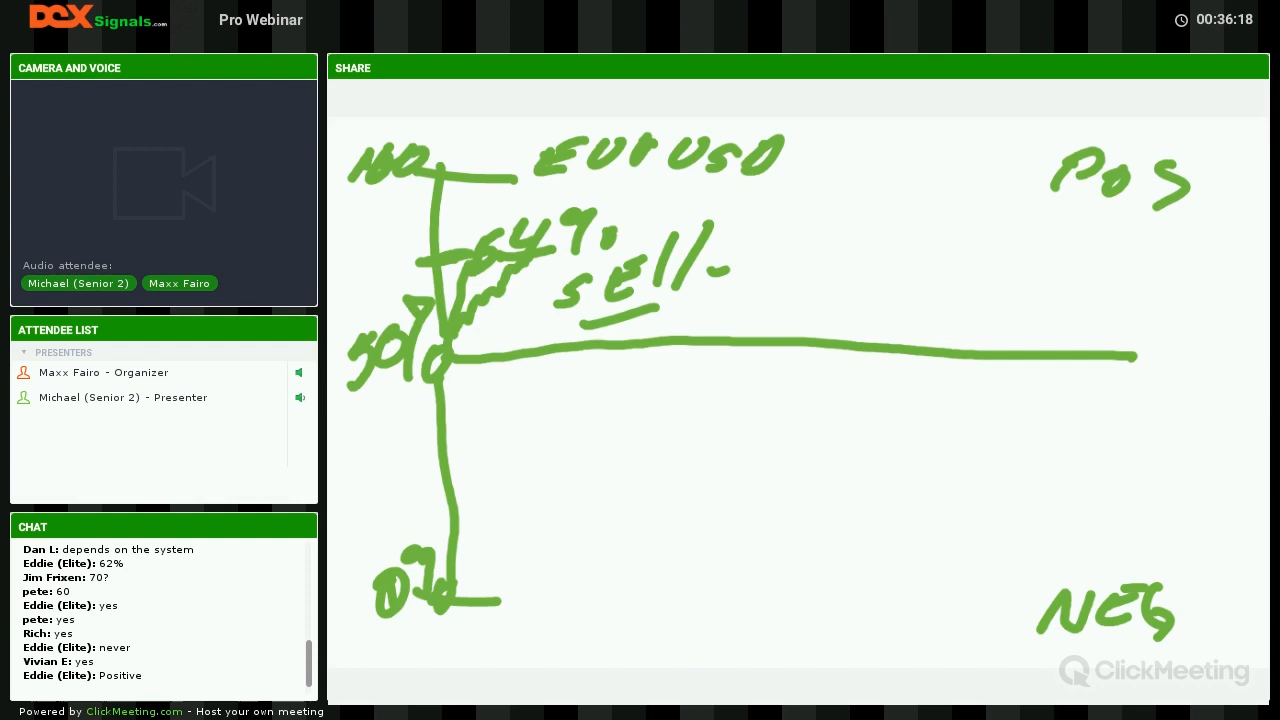 DCX Signals.com
Pro Webinar
00:36:18
CAMERA AND VOICE
Audio attendee:
Michael (Senior 2)
Maxx Fairo
ATTENDEE LIST
PRESENTERS
Maxx Fairo - Organizer
Michael (Senior 2) - Presenter
CHAT
Dan L: depends on the system
Eddie (Elite): 62%
Jim Frixen: 70?
pete: 60
Eddie (Elite): yes
pete: yes
Rich: yes
Eddie (Elite): never
Vivian E: yes
Eddie (Elite): Positive
Powered by ClickMeeting.com - Host your own meeting
SHARE
100
EUrUSD
POS
64%
SEll
50%
0%
NEG
ClickMeeting